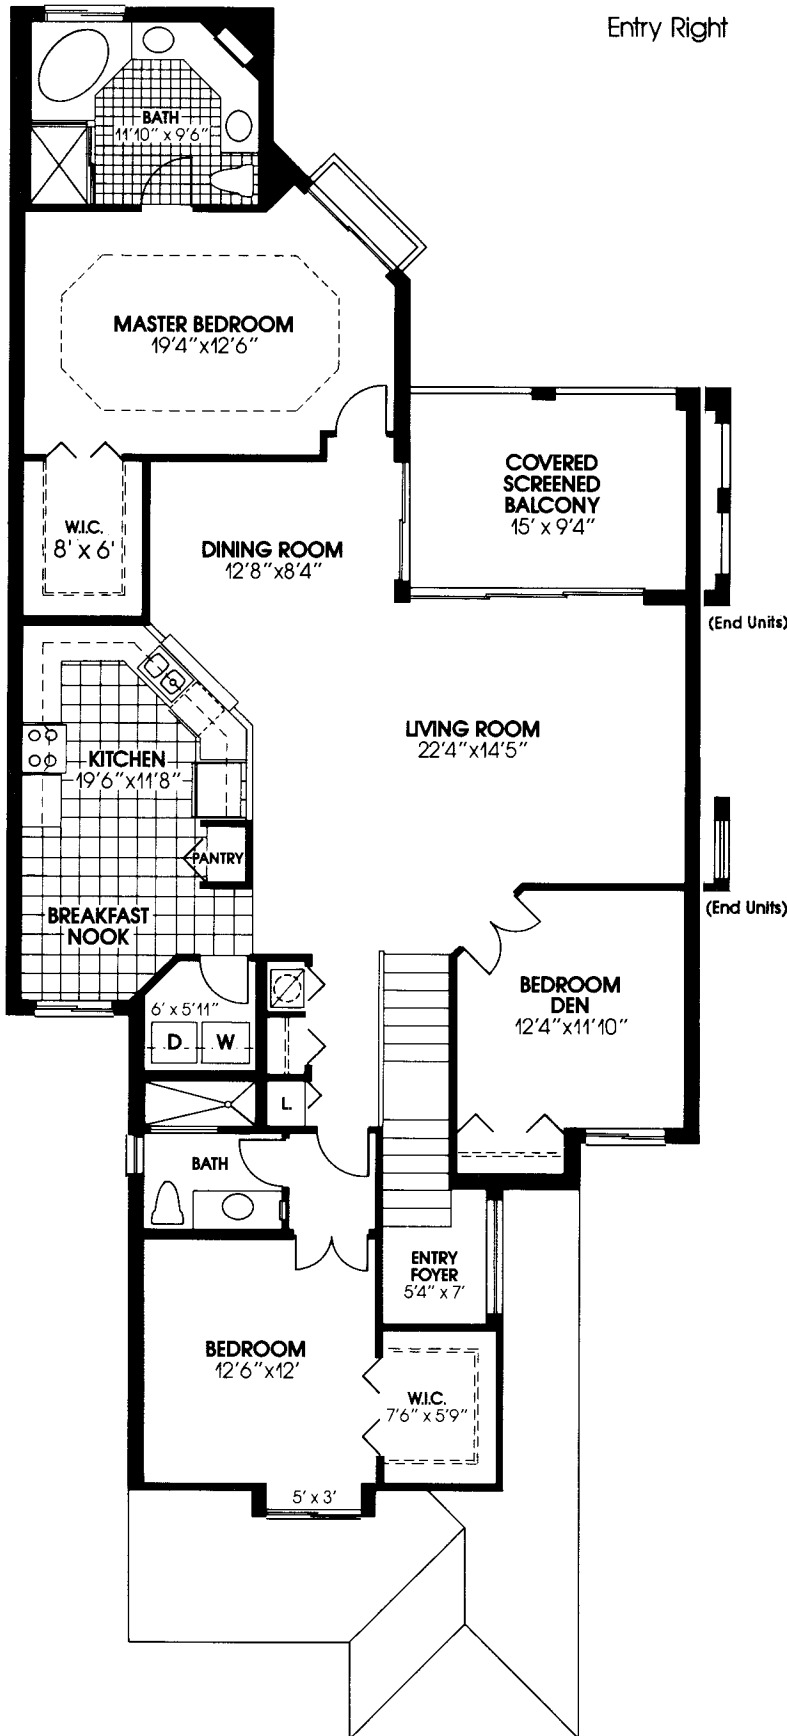 Entry Right
BATH
11'10" x 9'6"
MASTER BEDROOM
19'4"x12'6"
COVERED
SCREENED
BALCONY
15' x 9'4"
W.I.C.
8' x 6'
DINING ROOM
12'8"x8'4"
(End Units)
LIVING ROOM
22'4"x14'5"
KITCHEN
19'6"x11'8"
PANTRY
BREAKFAST
NOOK
(End Units)
BEDROOM
DEN
12'4"x11'10"
6' x 5'11"
D W
L.
BATH
ENTRY
FOYER
5'4" x 7'
BEDROOM
12'6"x12'
W.I.C.
7'6" x 5'9"
5' x 3'